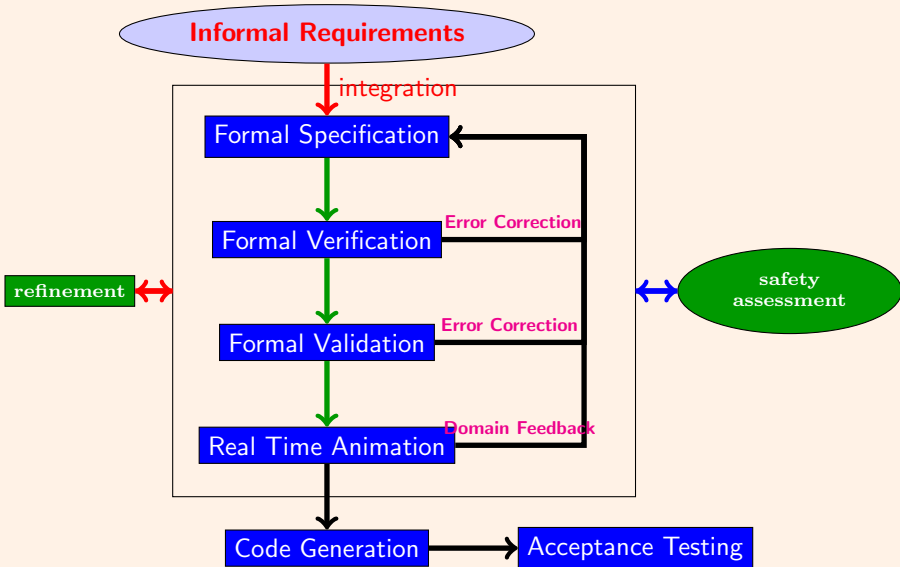 Informal Requirements
integration
Formal Specification
Error Correction
Formal Verification
refinement
safety
assessment
Error Correction
Formal Validation
Domain Feedback
Real Time Animation
Code Generation
Acceptance Testing